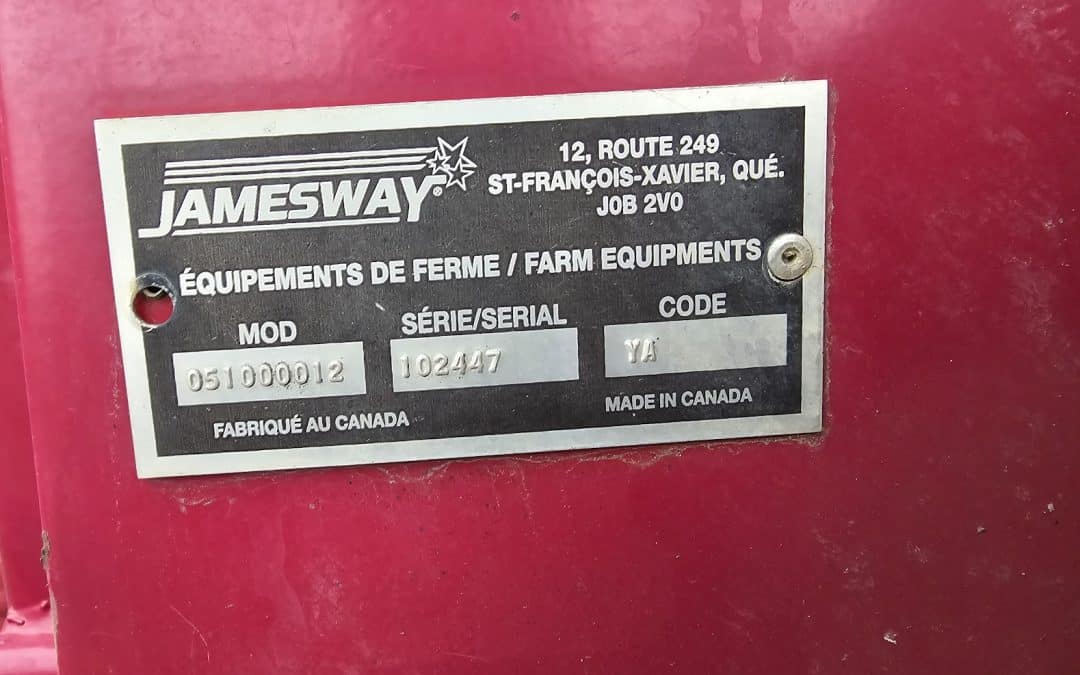 JAMESWAY®
12, ROUTE 249
ST-FRANÇOIS-XAVIER, QUÉ.
J0B 2V0
ÉQUIPEMENTS DE FERME / FARM EQUIPMENTS
MOD
SÉRIE/SERIAL
CODE
051000012
102447
YA
FABRIQUÉ AU CANADA
MADE IN CANADA